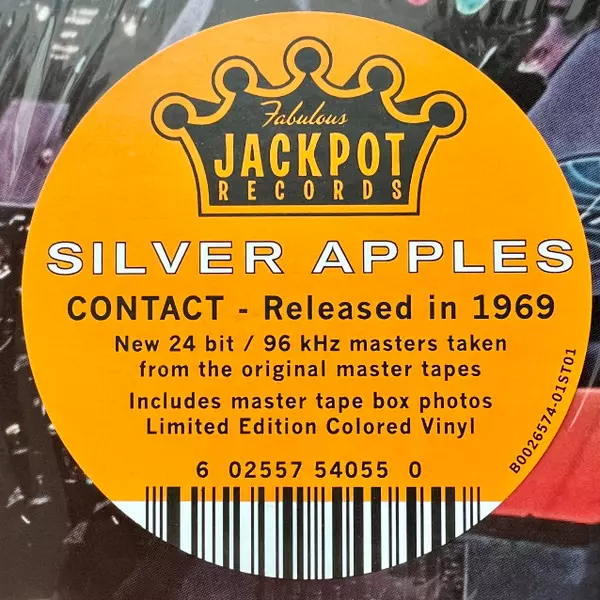 Fabulous
JACKPOT
RECORDS
SILVER APPLES
CONTACT - Released in 1969
New 24 bit / 96 kHz masters taken
from the original master tapes
Includes master tape box photos
Limited Edition Colored Vinyl
B0026574-01ST01
6 02557 54055 0